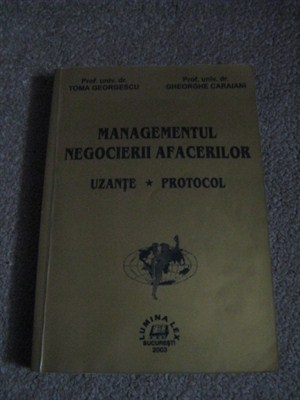 Prof. univ. dr.
TOMA GEORGESCU
Prof. univ. dr.
GHEORGHE CARAIANI
MANAGEMENTUL
NEGOCIERII AFACERILOR
UZANȚE ★ PROTOCOL
LUMINA LEX
BUCUREȘTI
2003